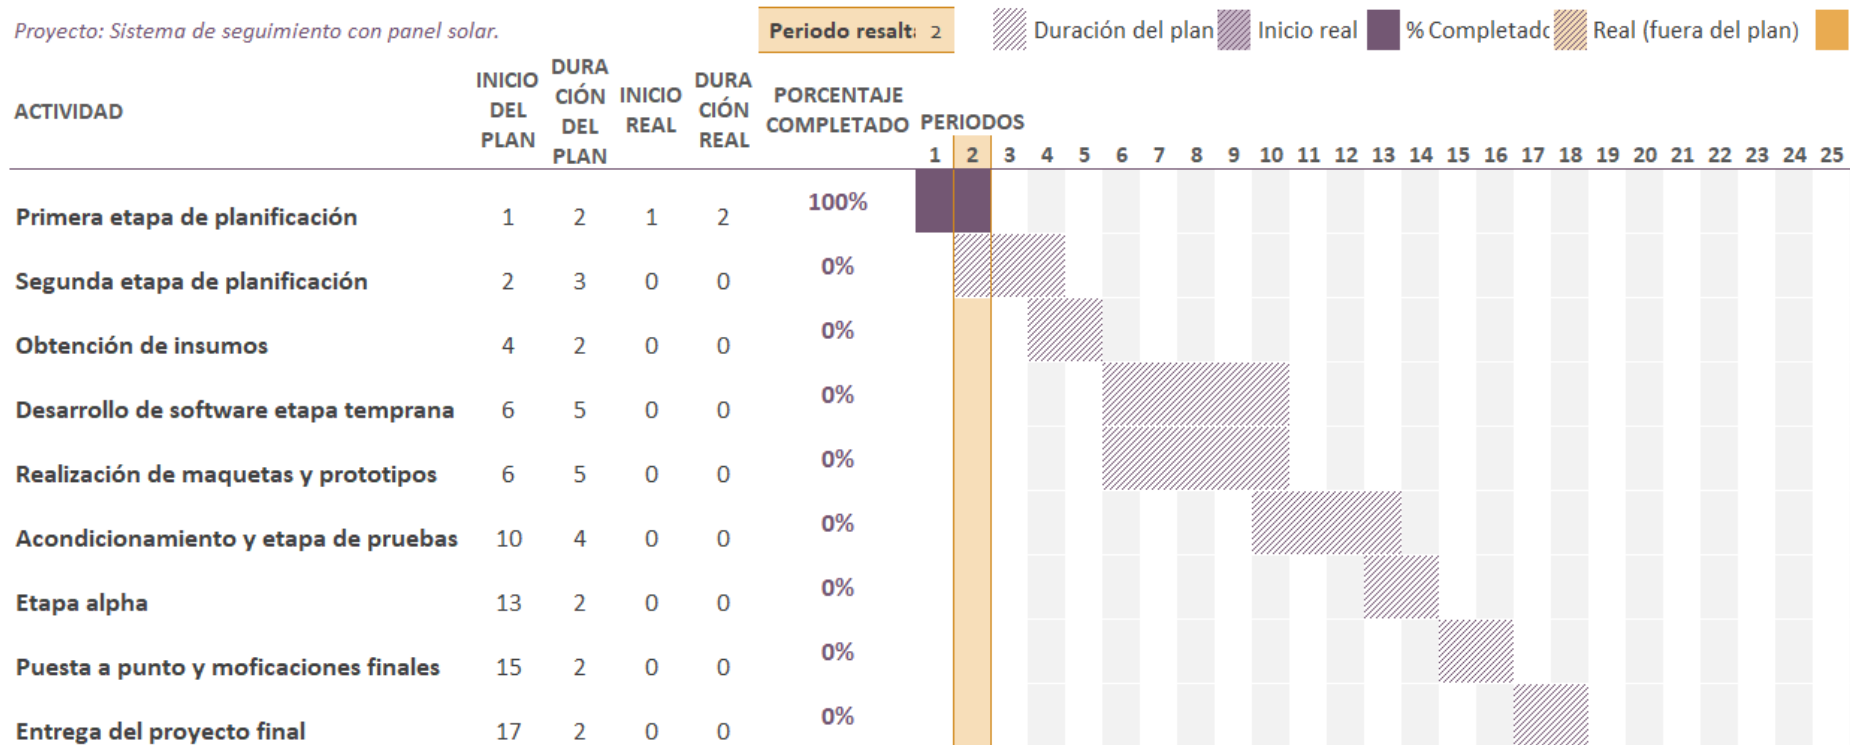 Proyecto: Sistema de seguimiento con panel solar.
Periodo resalt: 2
Duración del plan
Inicio real
% Completado
Real (fuera del plan)
ACTIVIDAD
INICIO DEL PLAN
DURA CIÓN DEL PLAN
INICIO REAL
DURA CIÓN REAL
PORCENTAJE COMPLETADO
PERIODOS
1 2 3 4 5 6 7 8 9 10 11 12 13 14 15 16 17 18 19 20 21 22 23 24 25
Primera etapa de planificación 1 2 1 2 100%
Segunda etapa de planificación 2 3 0 0 0%
Obtención de insumos 4 2 0 0 0%
Desarrollo de software etapa temprana 6 5 0 0 0%
Realización de maquetas y prototipos 6 5 0 0 0%
Acondicionamiento y etapa de pruebas 10 4 0 0 0%
Etapa alpha 13 2 0 0 0%
Puesta a punto y moficaciones finales 15 2 0 0 0%
Entrega del proyecto final 17 2 0 0 0%